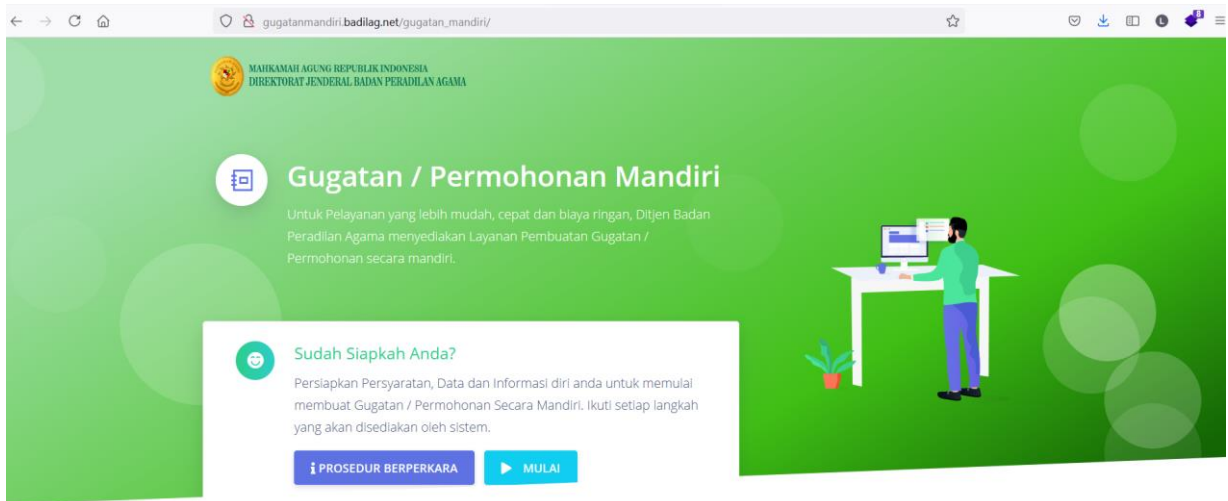 gugatanmandiri.badilag.net/gugatan_mandiri/
MAHKAMAH AGUNG REPUBLIK INDONESIA
DIREKTORAT JENDERAL BADAN PERADILAN AGAMA
Gugatan / Permohonan Mandiri
Untuk Pelayanan yang lebih mudah, cepat dan biaya ringan, Ditjen Badan
Peradilan Agama menyediakan Layanan Pembuatan Gugatan /
Permohonan secara mandiri.
Sudah Siapkah Anda?
Persiapkan Persyaratan, Data dan Informasi diri anda untuk memulai
membuat Gugatan / Permohonan Secara Mandiri. Ikuti setiap langkah
yang akan disediakan oleh sistem.
PROSEDUR BERPERKARA
MULAI